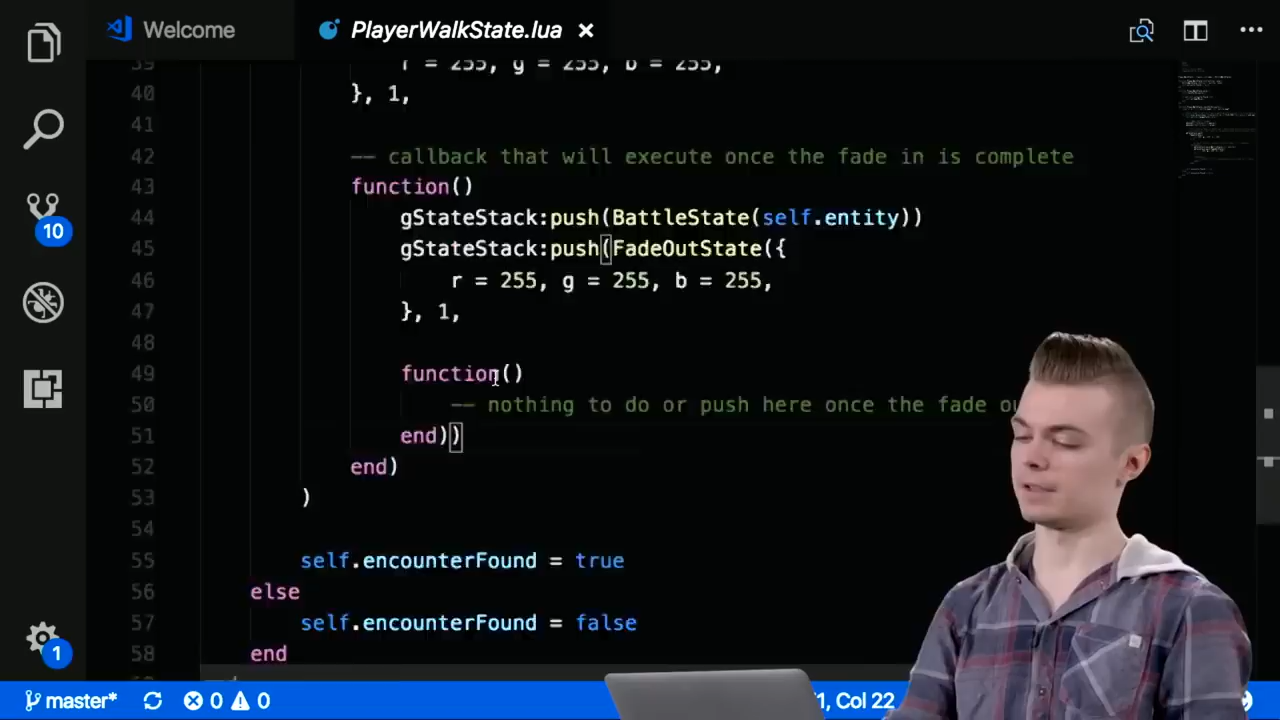 Welcome
PlayerWalkState.lua
39 r = 255, g = 255, b = 255,
40 }, 1,
41
42 -- callback that will execute once the fade in is complete
43 function()
44 gStateStack:push(BattleState(self.entity))
45 gStateStack:push(FadeOutState({
46 r = 255, g = 255, b = 255,
47 }, 1,
48
49 function()
50 -- nothing to do or push here once the fade
51 end))
52 end)
53 )
54
55 self.encounterFound = true
56 else
57 self.encounterFound = false
58 end
10
1
master* 0 0
Col 22